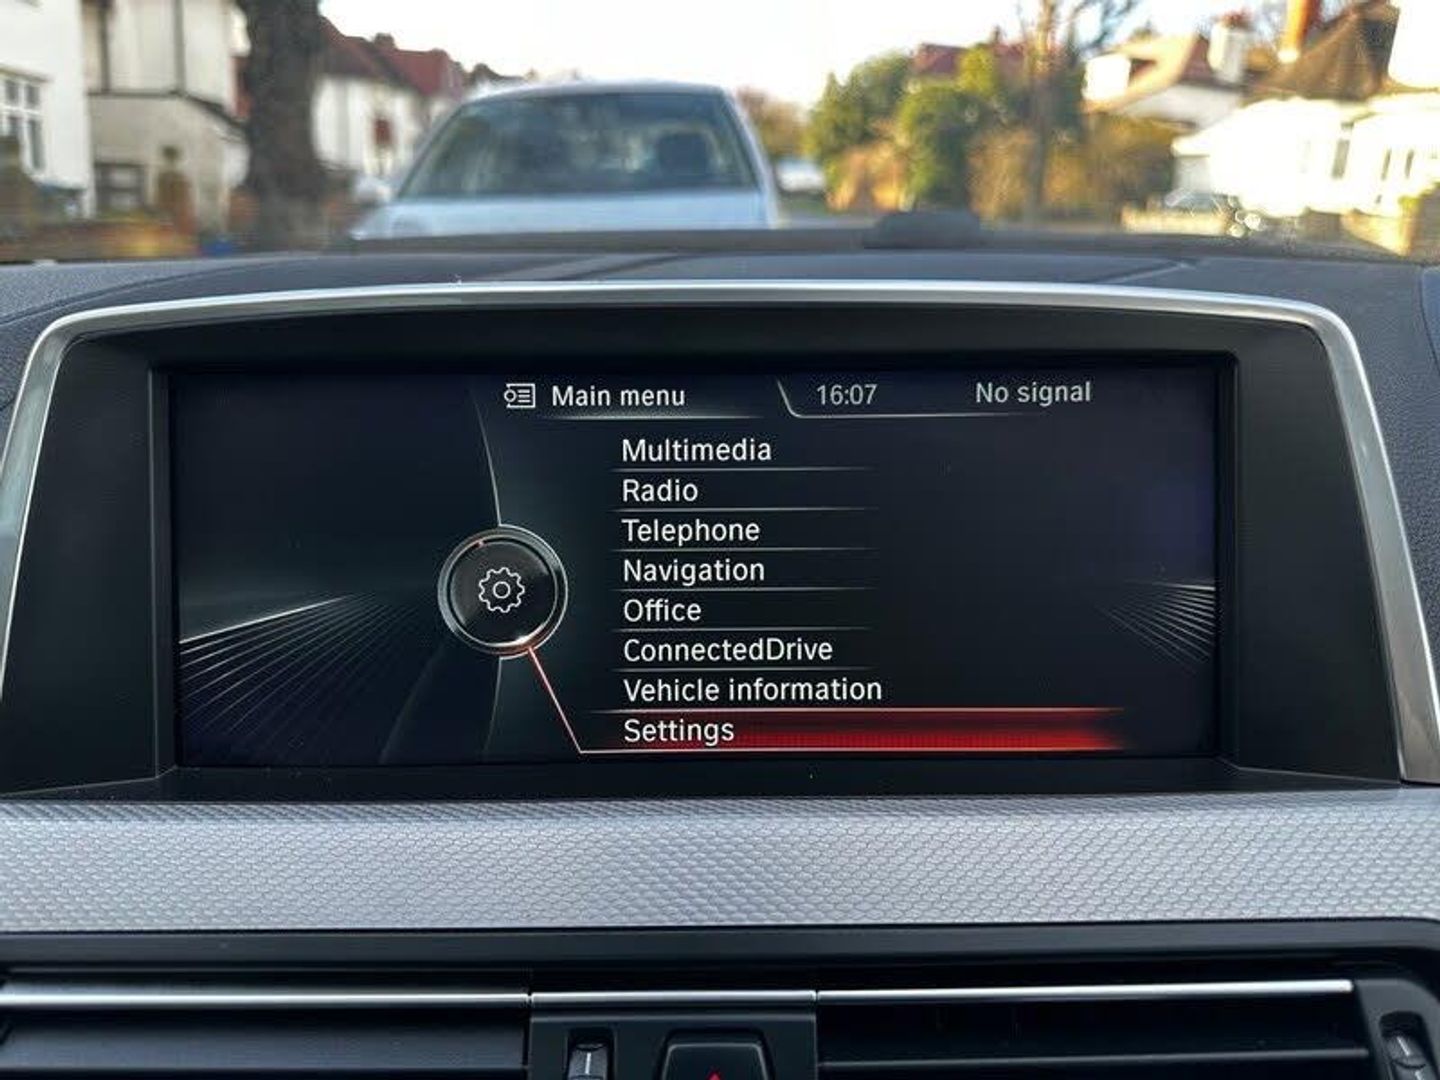 Main menu 16:07 No signal
Multimedia
Radio
Telephone
Navigation
Office
ConnectedDrive
Vehicle information
Settings